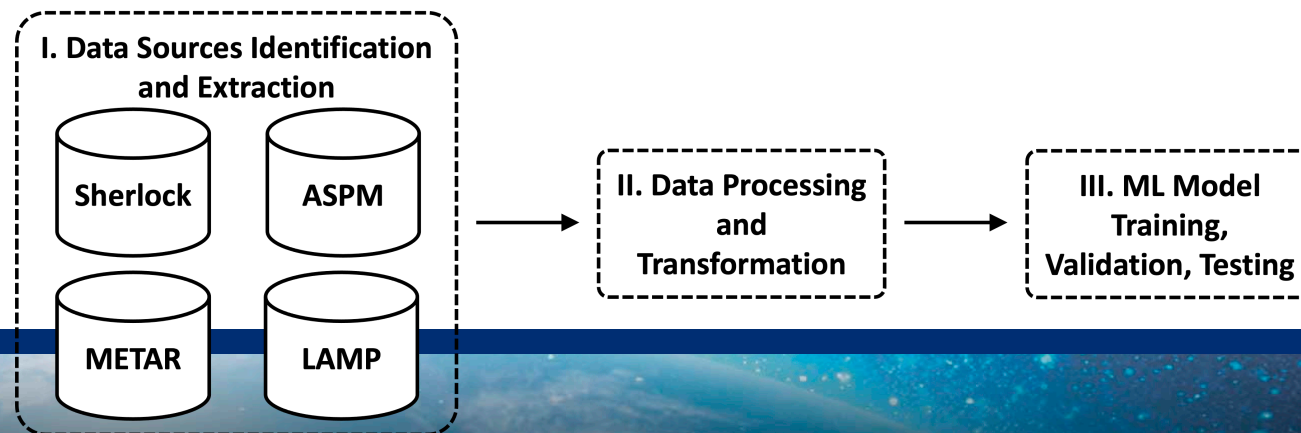 I. Data Sources Identification
and Extraction
Sherlock
ASPM
METAR
LAMP
II. Data Processing
and
Transformation
III. ML Model
Training,
Validation, Testing